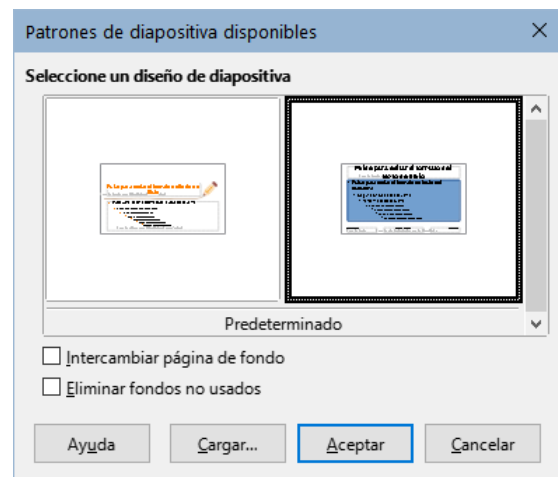 Patrones de diapositiva disponibles
Seleccione un diseño de diapositiva
Predeterminado
Intercambiar página de fondo
Eliminar fondos no usados
Ayuda
Cargar...
Aceptar
Cancelar